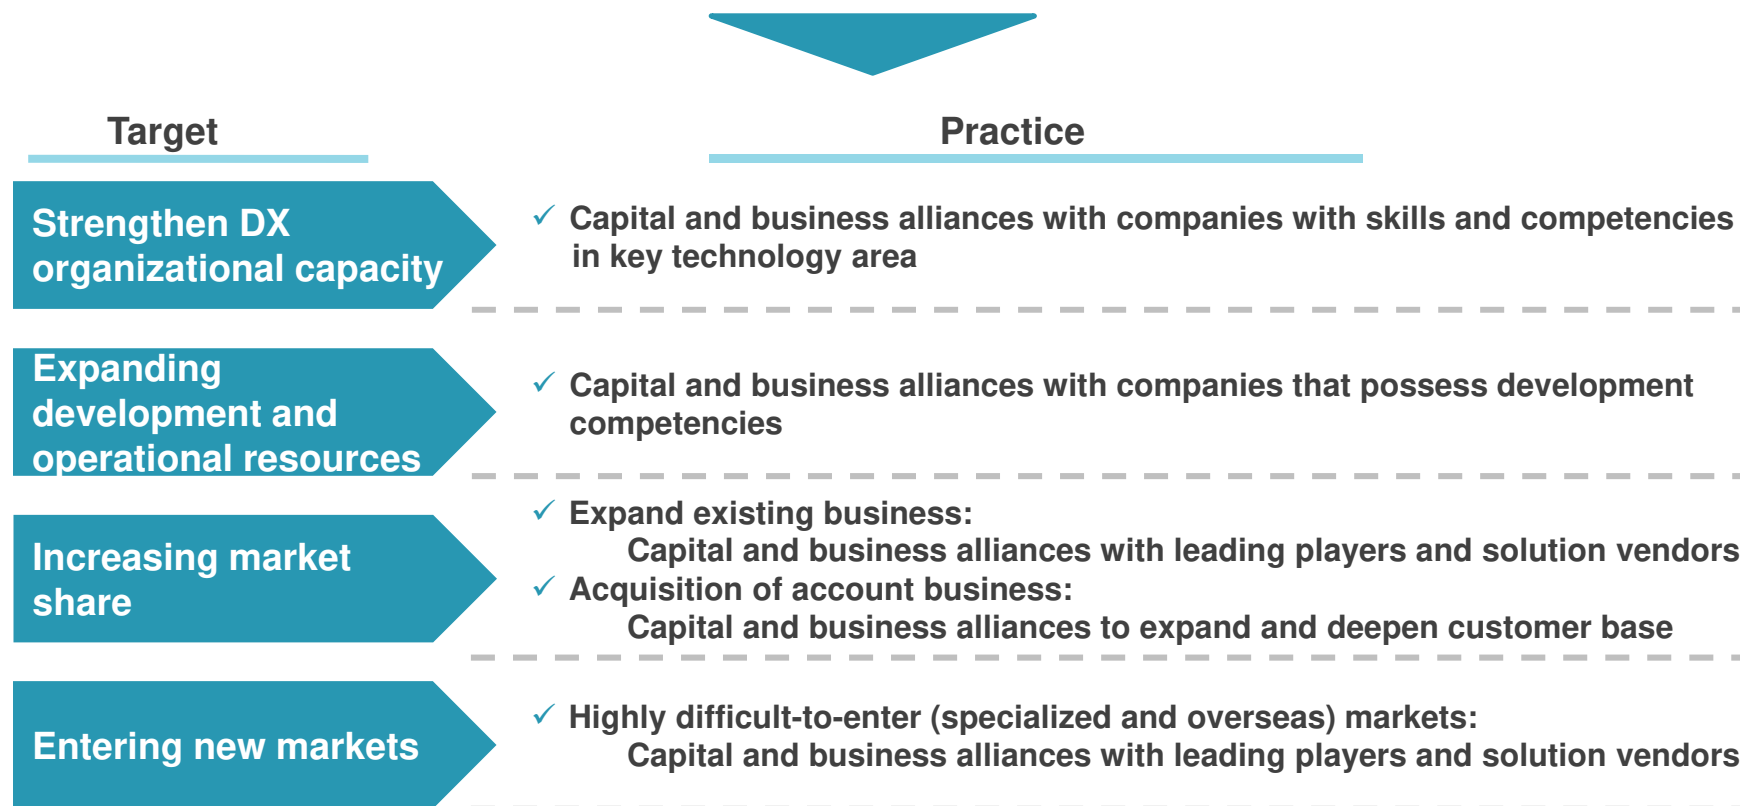 Target
Practice
Strengthen DX
organizational capacity
✓ Capital and business alliances with companies with skills and competencies
in key technology area
Expanding
development and
operational resources
✓ Capital and business alliances with companies that possess development
competencies
Increasing market
share
✓ Expand existing business:
Capital and business alliances with leading players and solution vendors
✓ Acquisition of account business:
Capital and business alliances to expand and deepen customer base
Entering new markets
✓ Highly difficult-to-enter (specialized and overseas) markets:
Capital and business alliances with leading players and solution vendors